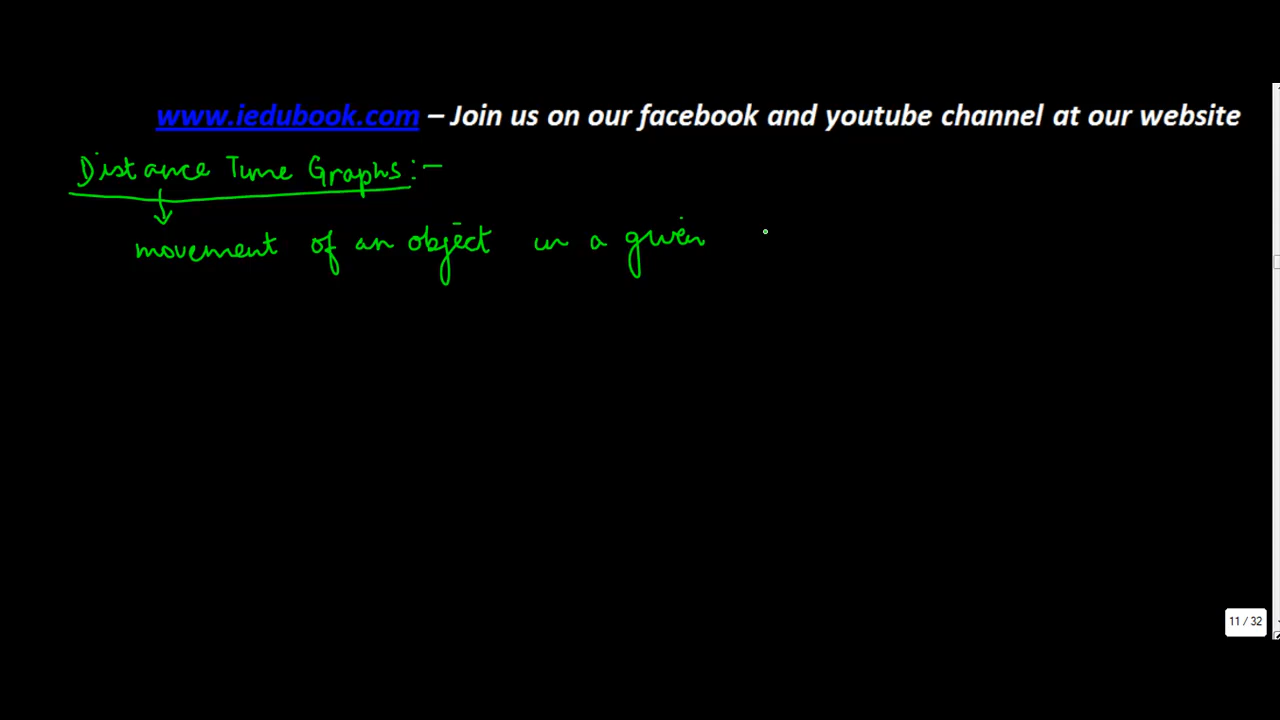 www.iedubook.com – Join us on our facebook and youtube channel at our website
Distance Time Graphs :-
movement of an object in a given
11 / 32